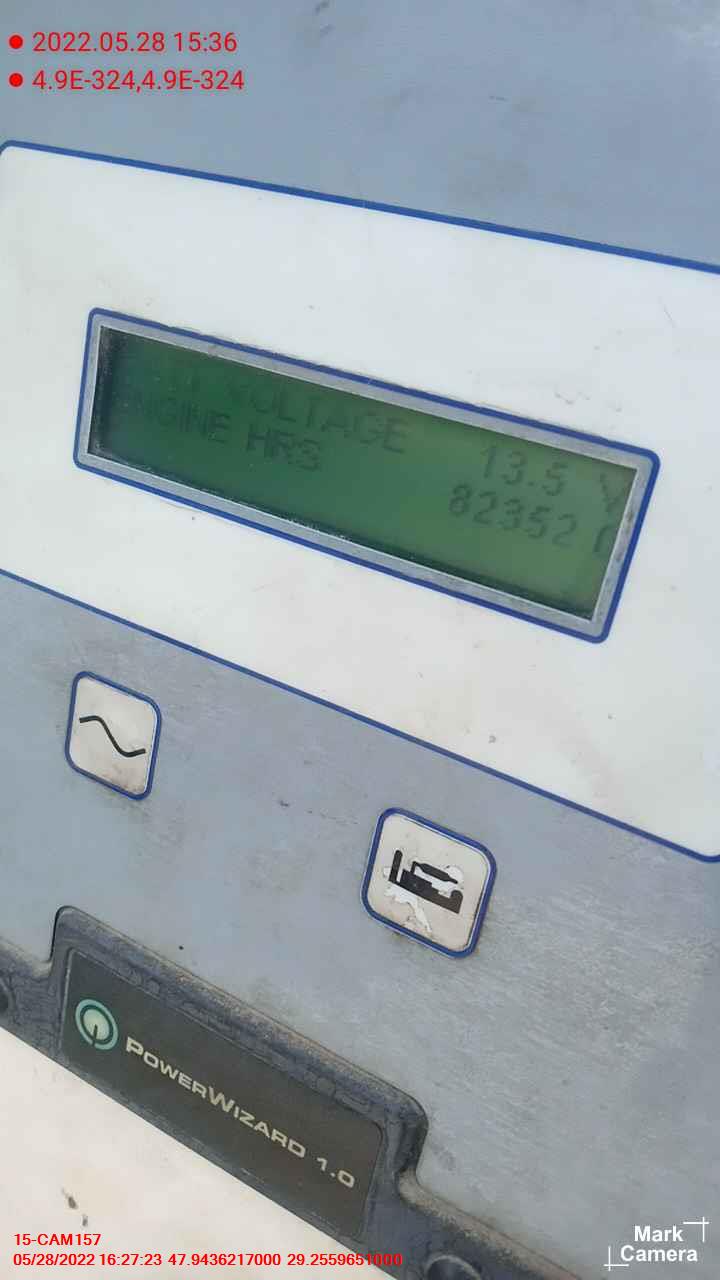 2022.05.28 15:36
4.9E-324,4.9E-324
VOLTAGE 13.5 V
ENGINE HRS 82352
POWERWIZARD 1.0
15-CAM157
05/28/2022 16:27:23 47.9436217000 29.2559651000
Mark
Camera